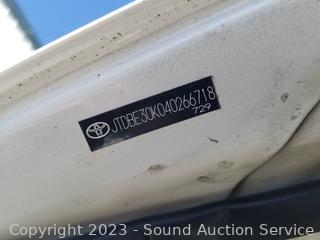 JTDBE30K040266718
729
Copyright © 2023 - Sound Auction Service